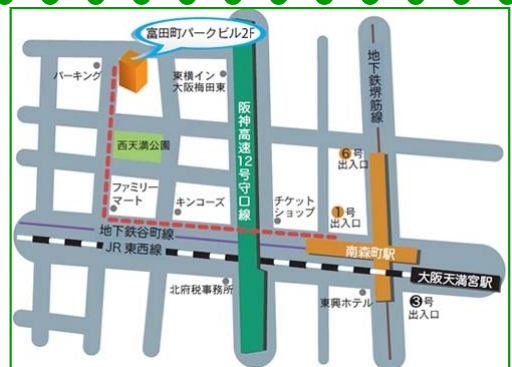 富田町パークビル2F
パーキング
東横イン
大阪梅田東
地下鉄堺筋線
阪神高速12号守口線
西天満公園
❻号
出入口
ファミリー
マート
キンコーズ
チケット
ショップ
❶号
出入口
地下鉄谷町線
JR東西線
南森町駅
大阪天満宮駅
北府税事務所
東興ホテル
❸号
出入口